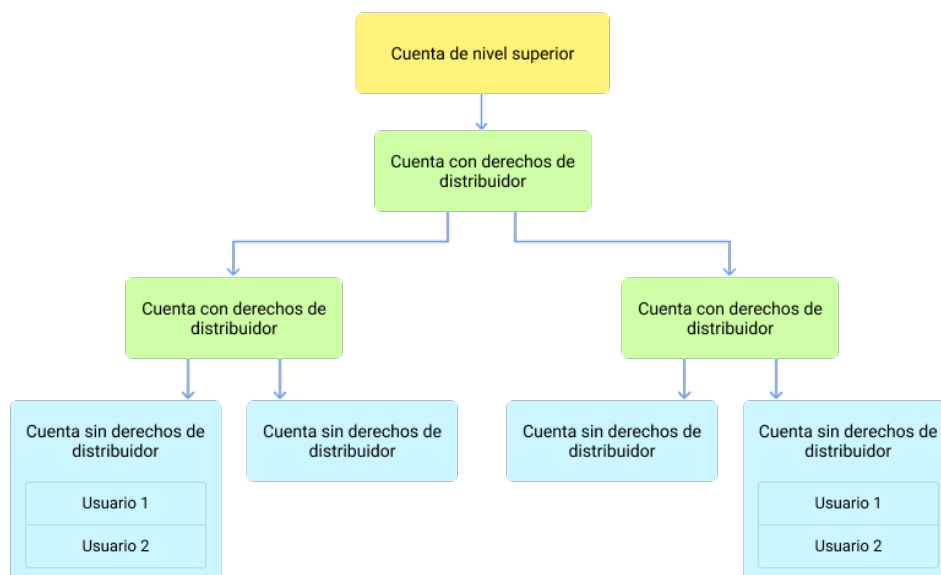 Cuenta de nivel superior
Cuenta con derechos de
distribuidor
Cuenta con derechos de
distribuidor
Cuenta con derechos de
distribuidor
Cuenta sin derechos de
distribuidor
Usuario 1
Usuario 2
Cuenta sin derechos de
distribuidor
Cuenta sin derechos de
distribuidor
Cuenta sin derechos de
distribuidor
Usuario 1
Usuario 2